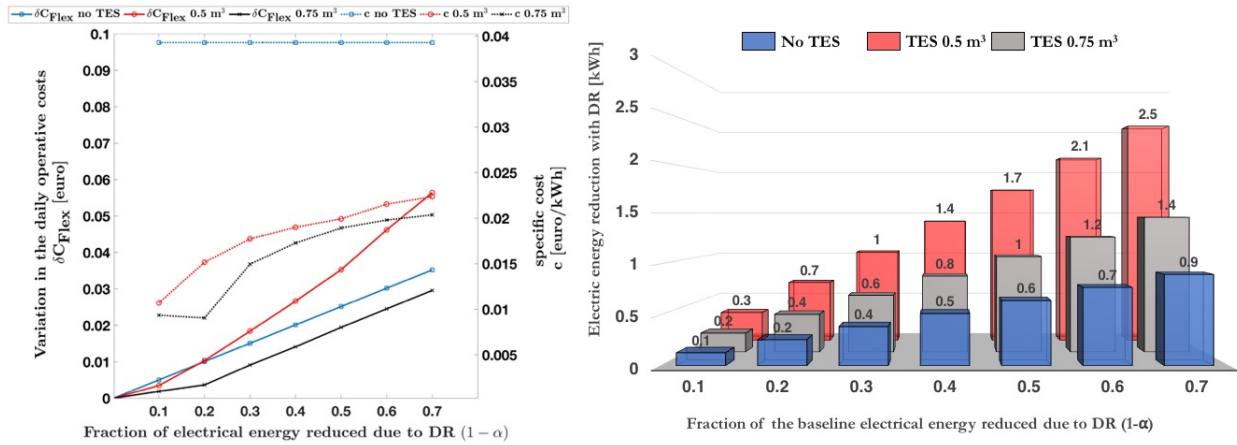 δC_Flex no TES δC_Flex 0.5 m³ δC_Flex 0.75 m³ c no TES c 0.5 m³ c 0.75 m³
Variation in the daily operative costs
δC_Flex [euro]
0.1
0.09
0.08
0.07
0.06
0.05
0.04
0.03
0.02
0.01
0
0.1 0.2 0.3 0.4 0.5 0.6 0.7
Fraction of electrical energy reduced due to DR (1 − α)
0.04
0.035
0.03
0.025
0.02
0.015
0.01
0.005
specific cost
c [euro/kWh]
No TES TES 0.5 m³ TES 0.75 m³
Electric energy reduction with DR [kWh]
3
2.5
2
1.5
1
0.5
0
0.3 0.7 1 1.4 1.7 2.1 2.5
0.2 0.4 0.6 0.8 1 1.2 1.4
0.1 0.2 0.4 0.5 0.6 0.7 0.9
0.1 0.2 0.3 0.4 0.5 0.6 0.7
Fraction of the baseline electrical energy reduced due to DR (1-α)